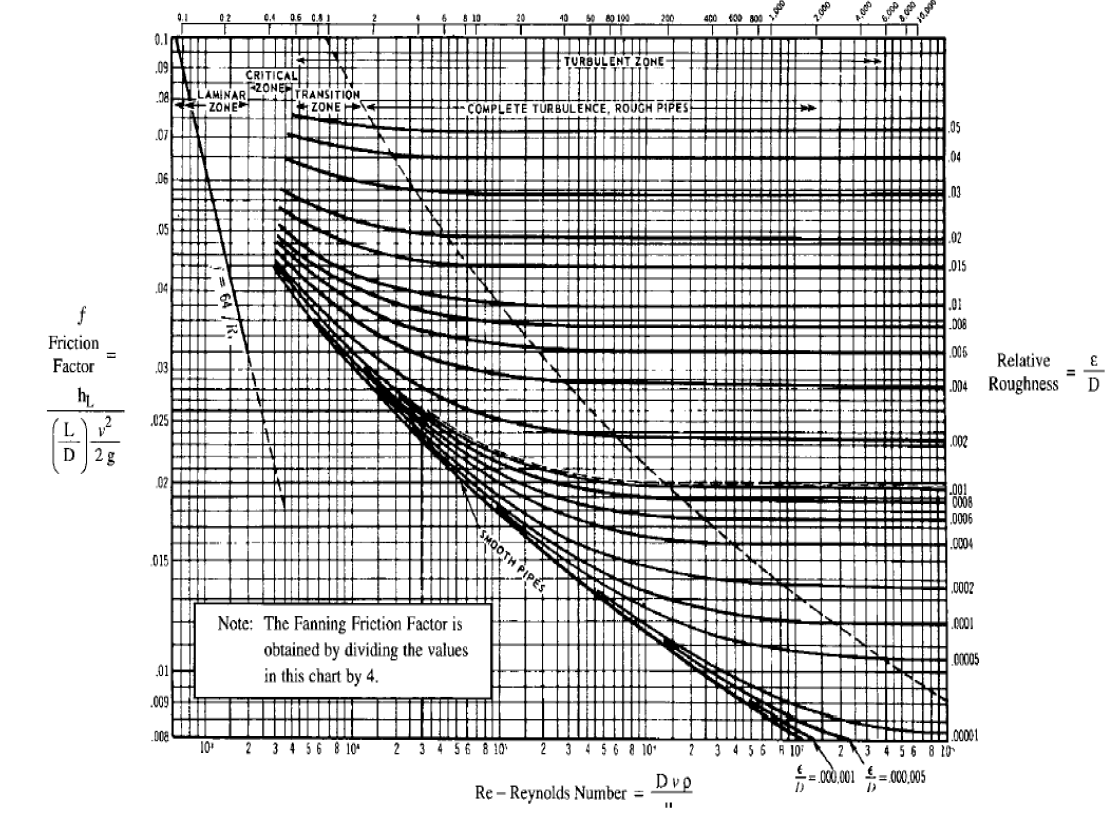 0.1 0.2 0.4 0.6 0.8 1 2 4 6 8 10 20 40 60 80 100 200 400 600 800 1,000 2,000 4,000 6,000 8,000 10,000
0.1
.09
.08
.07
.06
.05
.04
.03
.025
.02
.015
.01
.009
.008
TURBULENT ZONE
CRITICAL
ZONE
LAMINAR
ZONE
TRANSITION
ZONE
COMPLETE TURBULENCE, ROUGH PIPES
f
Friction
Factor =
hL
(L/D) v²/2 g
f = 64 / R
SMOOTH PIPES
Note: The Fanning Friction Factor is
obtained by dividing the values
in this chart by 4.
.05
.04
.03
.02
.015
.01
.008
.006
.004
.002
.001
.0008
.0006
.0004
.0002
.0001
.00005
.00001
Relative
Roughness = ε/D
10³ 2 3 4 5 6 8 10⁴ 2 3 4 5 6 8 10⁵ 2 3 4 5 6 8 10⁶ 2 3 4 5 6 8 10⁷ 2 3 4 5 6 8
ϵ/D = .000,001 ϵ/D = .000,005
Re – Reynolds Number = D v ρ